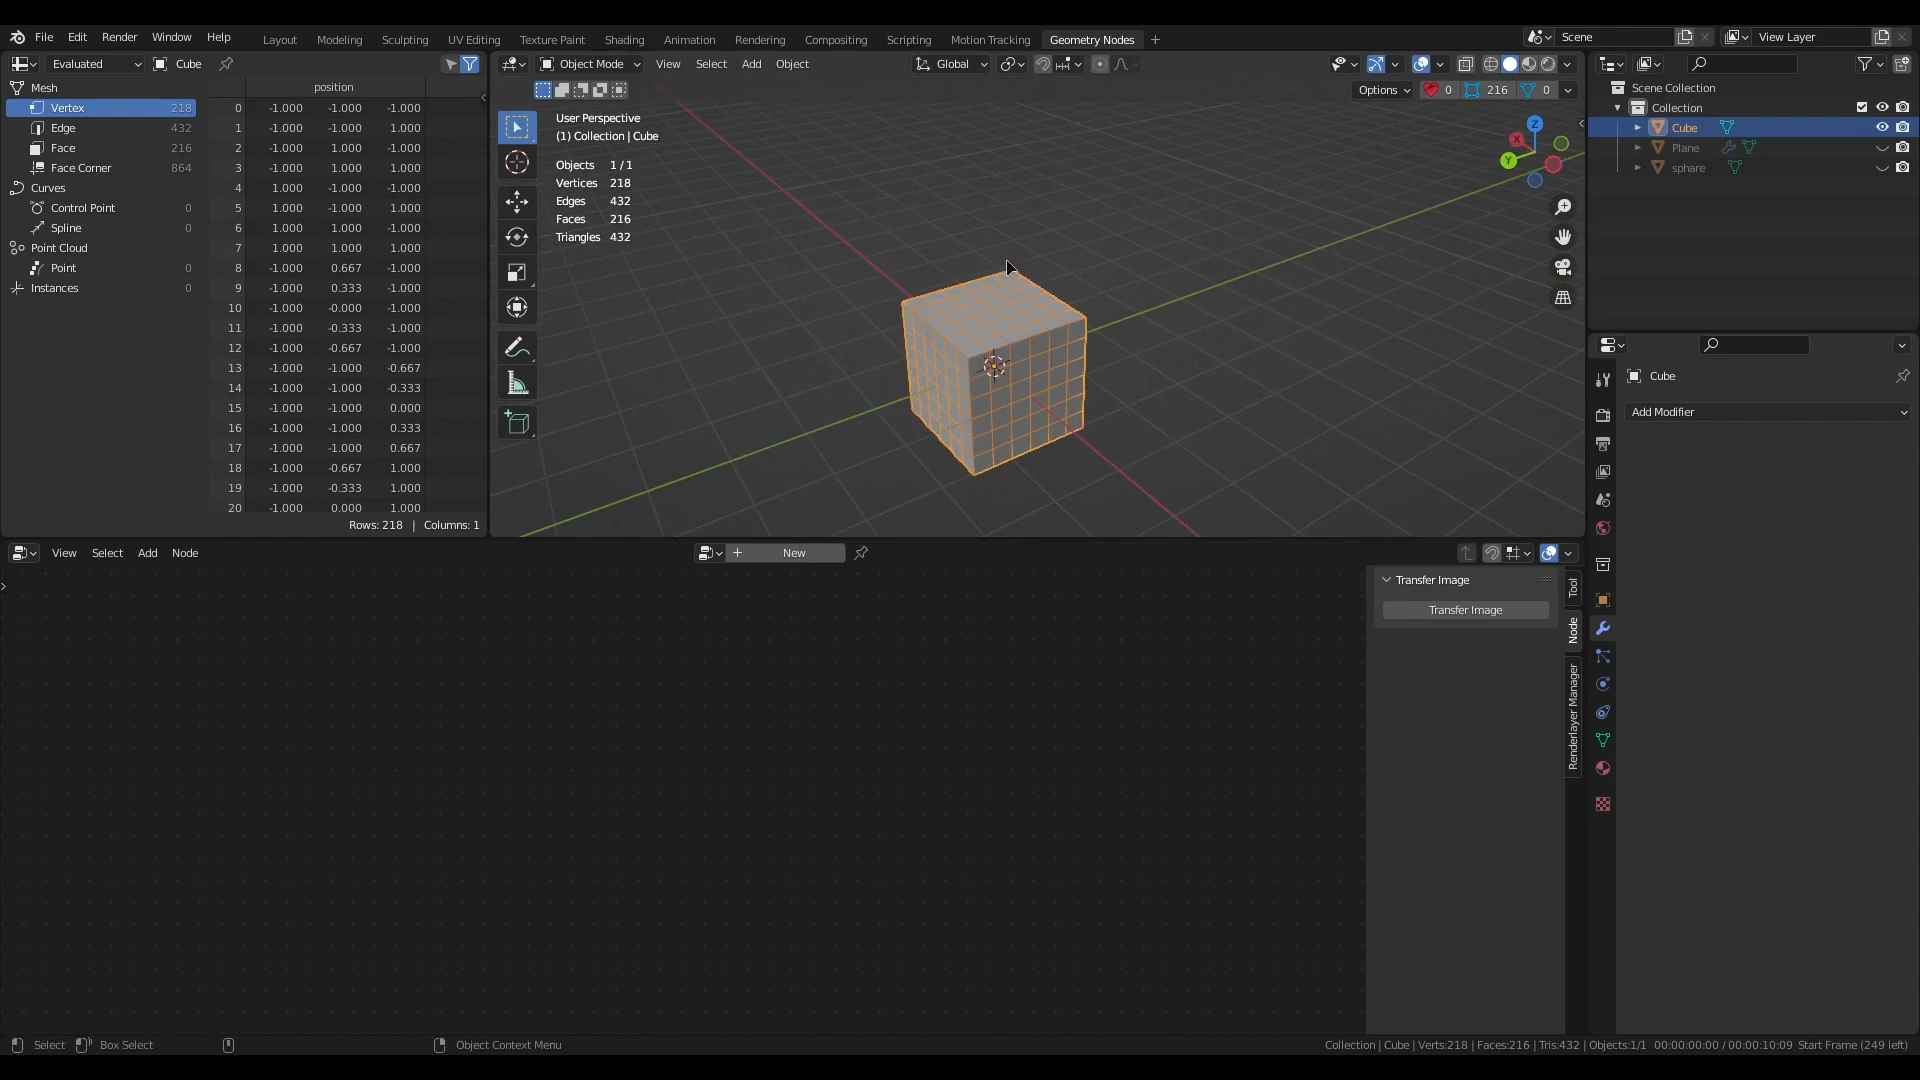 File Edit Render Window Help
Layout Modeling Sculpting UV Editing Texture Paint Shading Animation Rendering Compositing Scripting Motion Tracking Geometry Nodes +
Scene View Layer
Evaluated Cube
Object Mode View Select Add Object Global
Options 0 216 0
Mesh
Vertex 218
Edge 432
Face 216
Face Corner 864
Curves
Control Point 0
Spline 0
Point Cloud
Point 0
Instances 0
position
0 -1.000 -1.000 -1.000
1 -1.000 -1.000 1.000
2 -1.000 1.000 -1.000
3 -1.000 1.000 1.000
4 1.000 -1.000 -1.000
5 1.000 -1.000 1.000
6 1.000 1.000 -1.000
7 1.000 1.000 1.000
8 -1.000 0.667 -1.000
9 -1.000 0.333 -1.000
10 -1.000 -0.000 -1.000
11 -1.000 -0.333 -1.000
12 -1.000 -0.667 -1.000
13 -1.000 -1.000 -0.667
14 -1.000 -1.000 -0.333
15 -1.000 -1.000 0.000
16 -1.000 -1.000 0.333
17 -1.000 -1.000 0.667
18 -1.000 -0.667 1.000
19 -1.000 -0.333 1.000
20 -1.000 0.000 1.000
Rows: 218 | Columns: 1
User Perspective
(1) Collection | Cube
Objects 1 / 1
Vertices 218
Edges 432
Faces 216
Triangles 432
Z
X
Y
Scene Collection
Collection
Cube
Plane
sphare
Cube
Add Modifier
View Select Add Node
+ New
Transfer Image
Transfer Image
Tool
Node
Renderlayer Manager
Select Box Select Object Context Menu
Collection | Cube | Verts:218 | Faces:216 | Tris:432 | Objects:1/1 00:00:00:00 / 00:00:10:09 Start Frame (249 left)